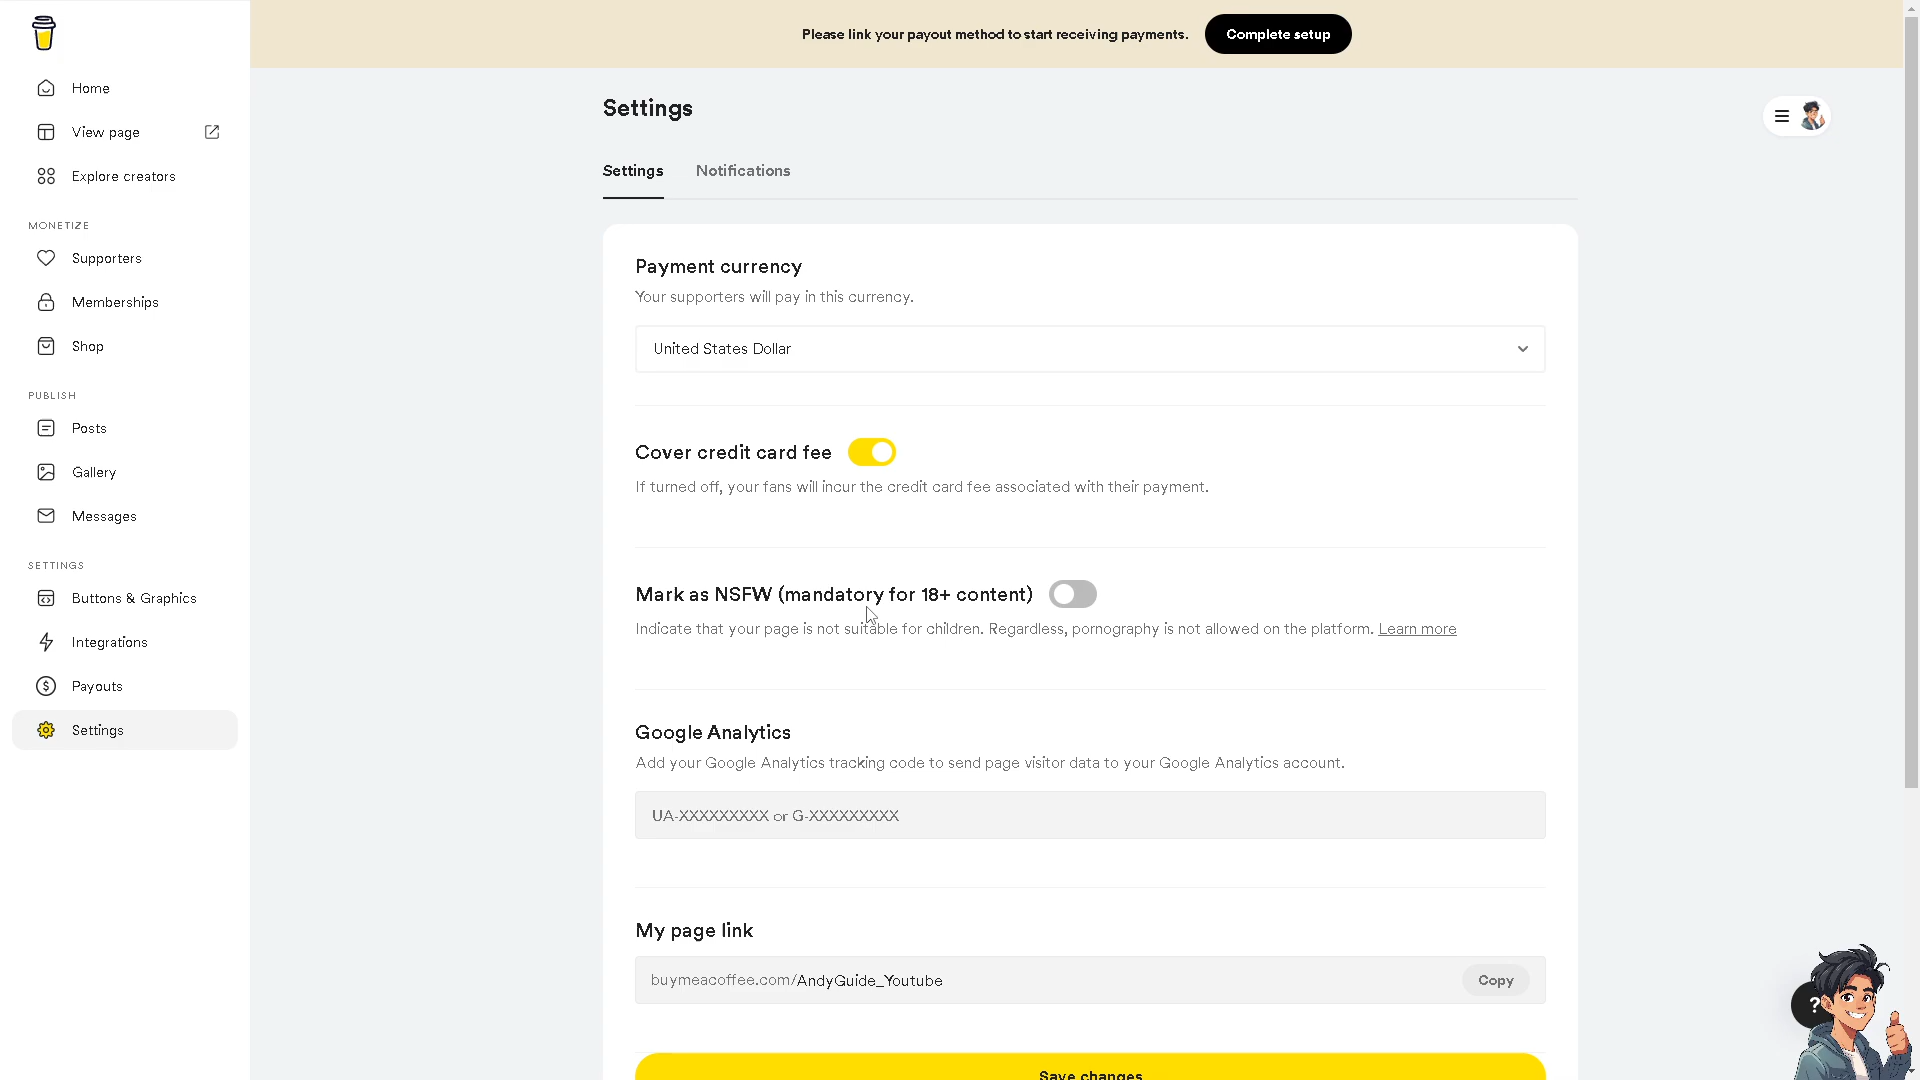 Please link your payout method to start receiving payments.
Complete setup
Home
View page
Explore creators
MONETIZE
Supporters
Memberships
Shop
PUBLISH
Posts
Gallery
Messages
SETTINGS
Buttons & Graphics
Integrations
Payouts
Settings
Settings
Settings
Notifications
Payment currency
Your supporters will pay in this currency.
United States Dollar
Cover credit card fee
If turned off, your fans will incur the credit card fee associated with their payment.
Mark as NSFW (mandatory for 18+ content)
Indicate that your page is not suitable for children. Regardless, pornography is not allowed on the platform. Learn more
Google Analytics
Add your Google Analytics tracking code to send page visitor data to your Google Analytics account.
UA-XXXXXXXXX or G-XXXXXXXXX
My page link
buymeacoffee.com/AndyGuide_Youtube
Copy
?
Save changes